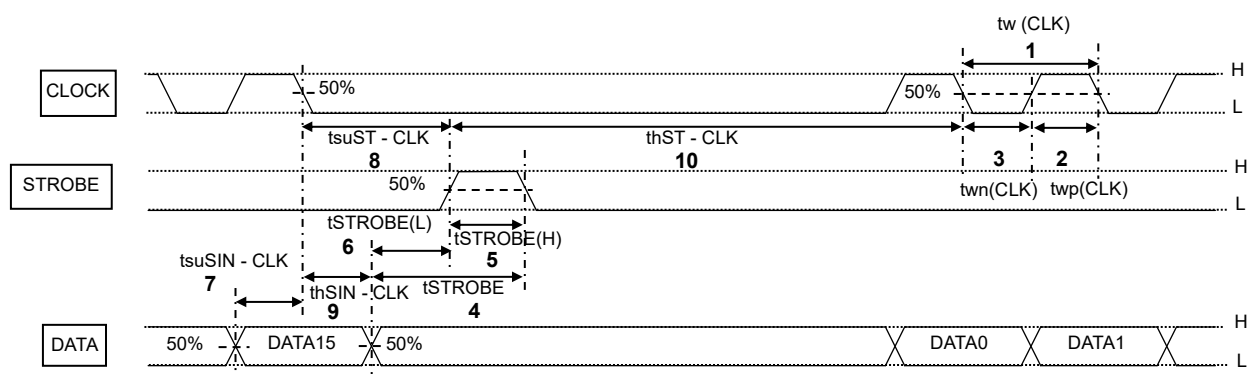 tw (CLK)
1
H
CLOCK
50%
50%
L
tsuST - CLK
thST - CLK
8
10
3
2
H
STROBE
50%
twn(CLK)
twp(CLK)
L
tSTROBE(L)
6
tSTROBE(H)
5
tsuSIN - CLK
7
thSIN - CLK
9
tSTROBE
4
H
DATA
50%
DATA15
50%
DATA0
DATA1
L